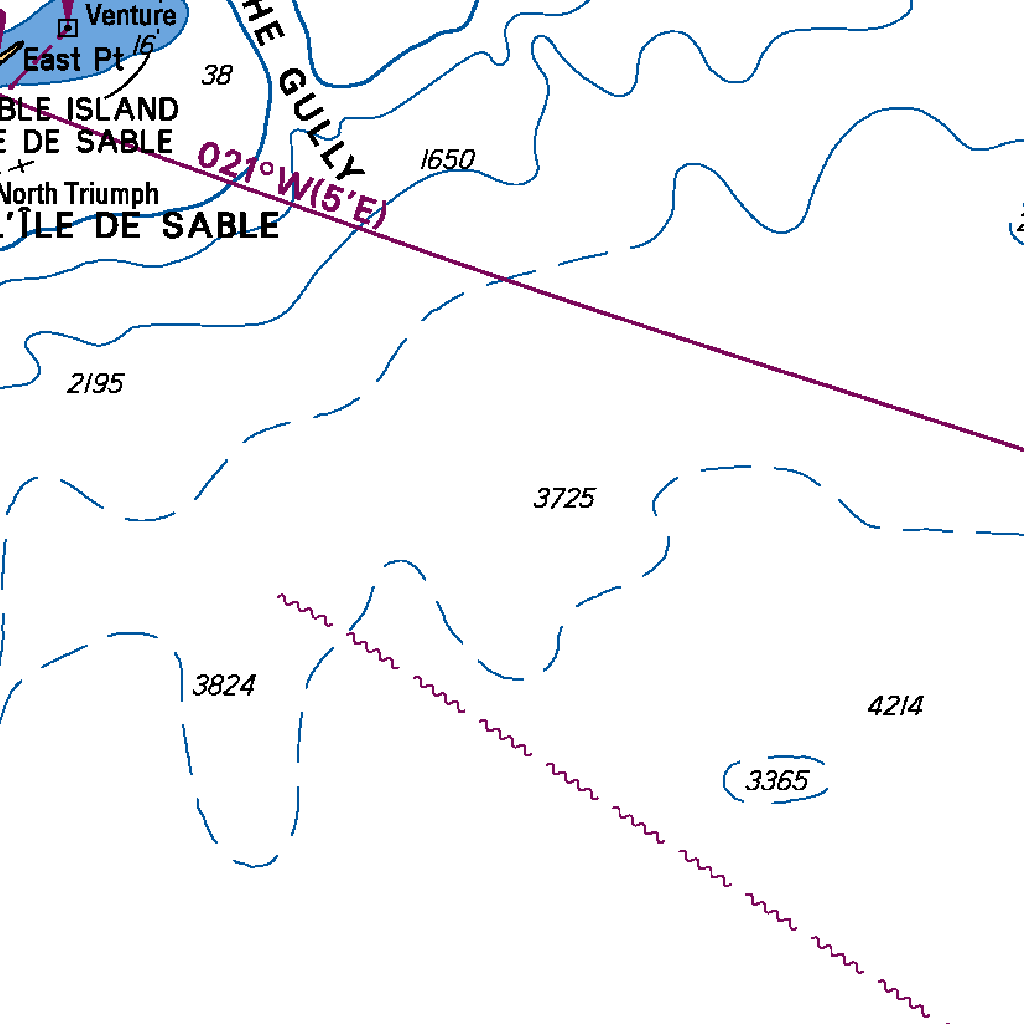 Venture
16
East Pt
38
THE GULLY
BLE ISLAND
E DE SABLE
North Triumph
L'ÎLE DE SABLE
021°W(5'E)
1650
2195
3725
3824
4214
3365